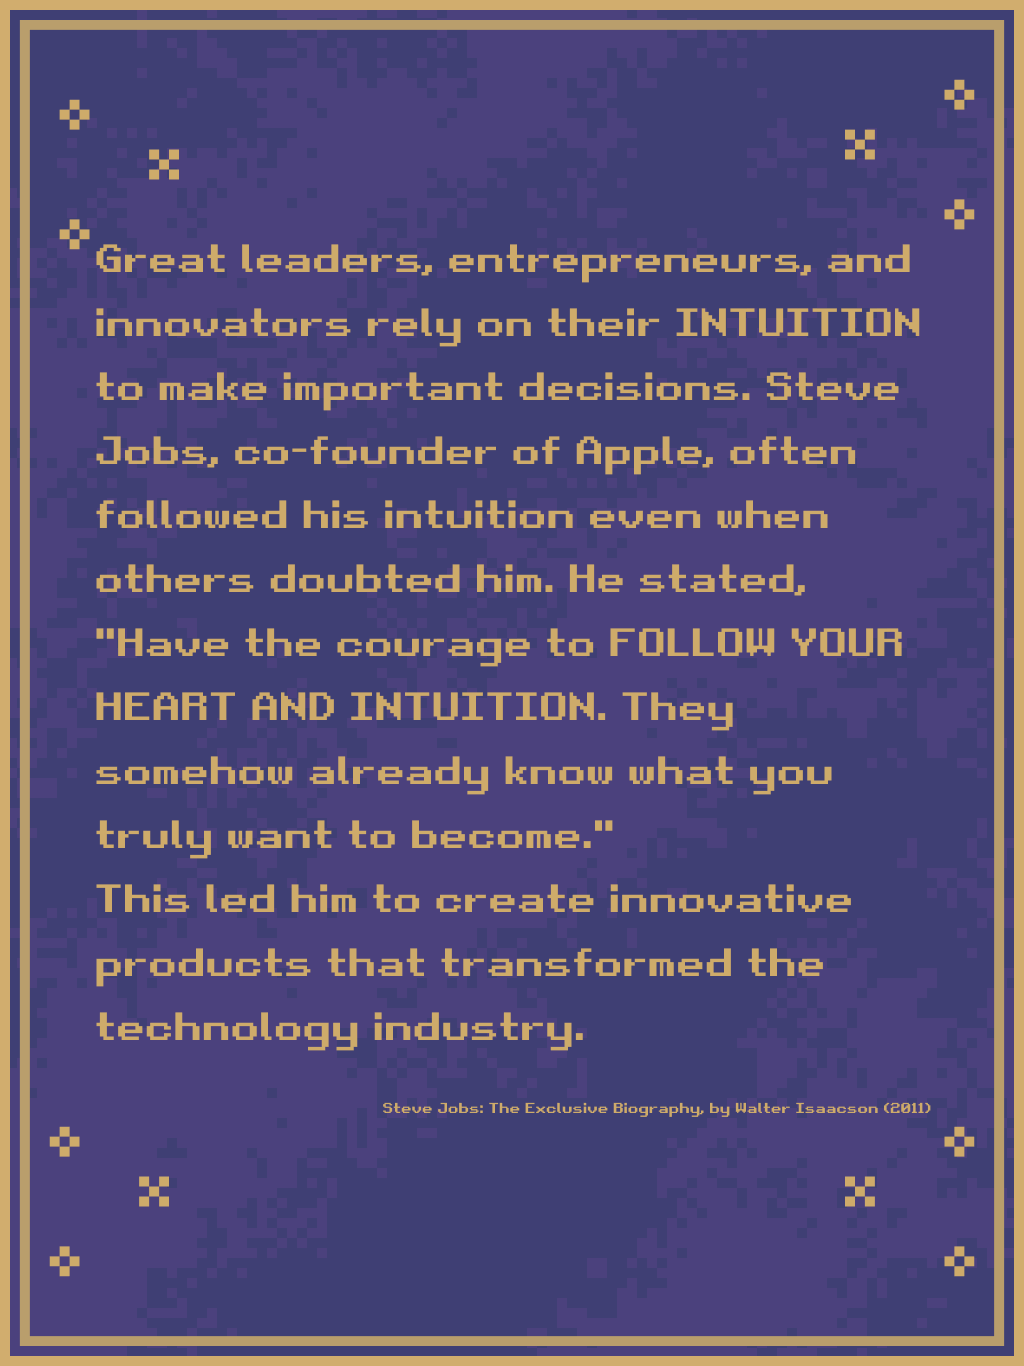 Great leaders, entrepreneurs, and
innovators rely on their INTUITION
to make important decisions. Steve
Jobs, co-founder of Apple, often
followed his intuition even when
others doubted him. He stated,
"Have the courage to FOLLOW YOUR
HEART AND INTUITION. They
somehow already know what you
truly want to become."
This led him to create innovative
products that transformed the
technology industry.
Steve Jobs: The Exclusive Biography, by Walter Isaacson (2011)